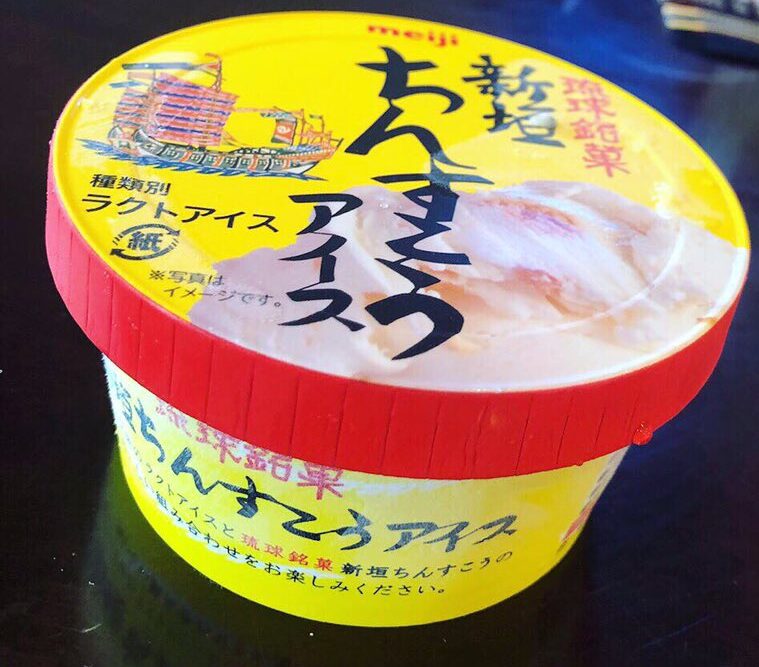 meiji
琉球銘菓
新垣
ちんすこう
アイス
種類別
ラクトアイス
紙
※写真は
イメージです。
琉球銘菓
垣ちんすこうアイス
ラクトアイスと琉球銘菓新垣ちんすこうの
組み合わせをお楽しみください。